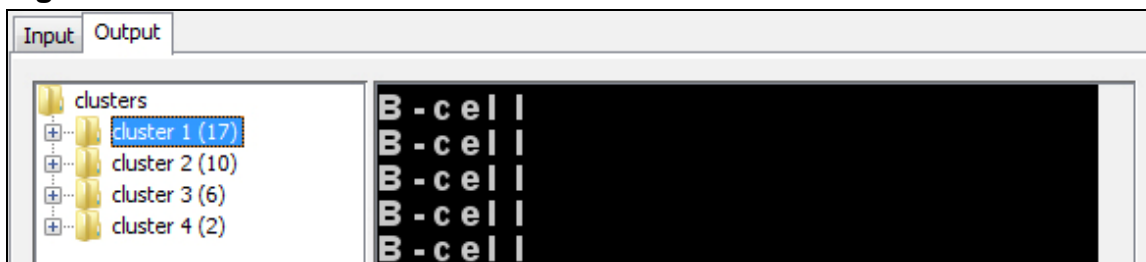 Input Output
clusters
cluster 1 (17)
cluster 2 (10)
cluster 3 (6)
cluster 4 (2)
B-cell
B-cell
B-cell
B-cell
B-cell